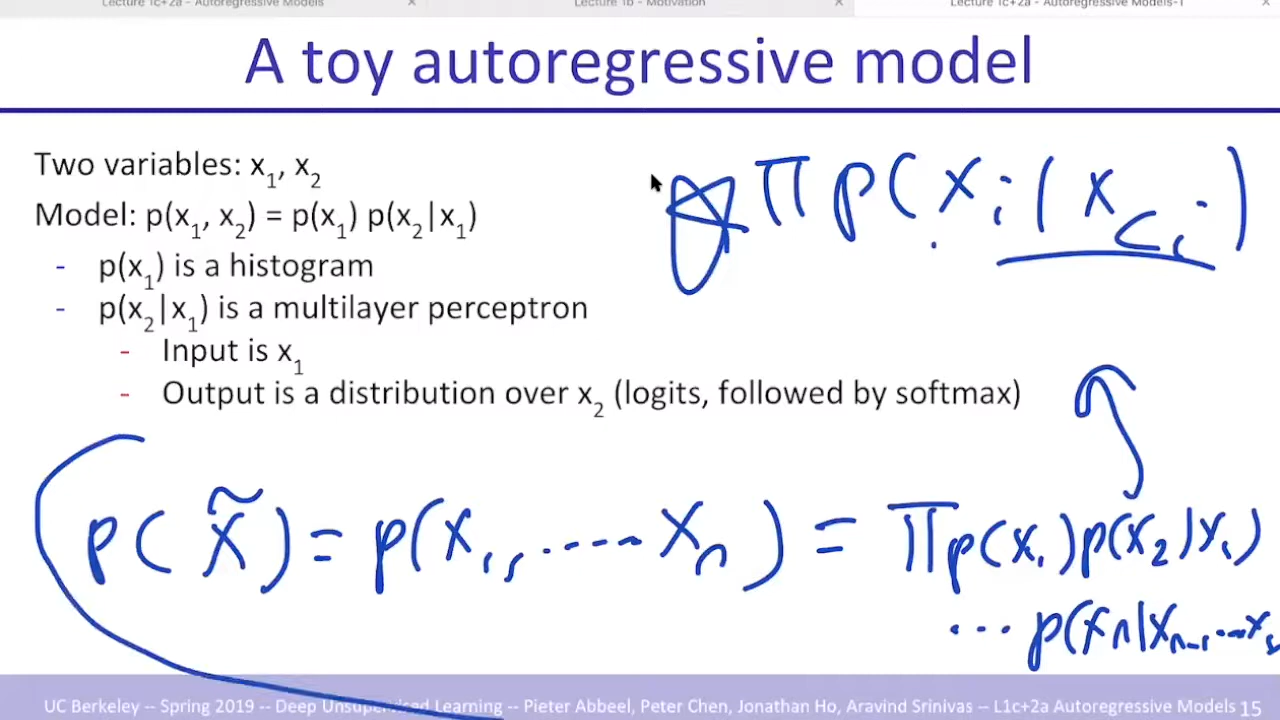 Lecture 1c+2a - Autoregressive Models
Lecture 1b - Motivation
Lecture 1c+2a - Autoregressive Models-1
A toy autoregressive model
Two variables: x₁, x₂
Model: p(x₁, x₂) = p(x₁) p(x₂|x₁)
- p(x₁) is a histogram
- p(x₂|x₁) is a multilayer perceptron
- Input is x₁
- Output is a distribution over x₂ (logits, followed by softmax)
Π p(xᵢ | x<ᵢ)
p(x̃) = p(x₁, ..... xₙ) = Π p(x₁) p(x₂|x₁)
... p(xₙ|xₙ₋₁, ... x₁
UC Berkeley -- Spring 2019 -- Deep Unsupervised Learning -- Pieter Abbeel, Peter Chen, Jonathan Ho, Aravind Srinivas -- L1c+2a Autoregressive Models 15